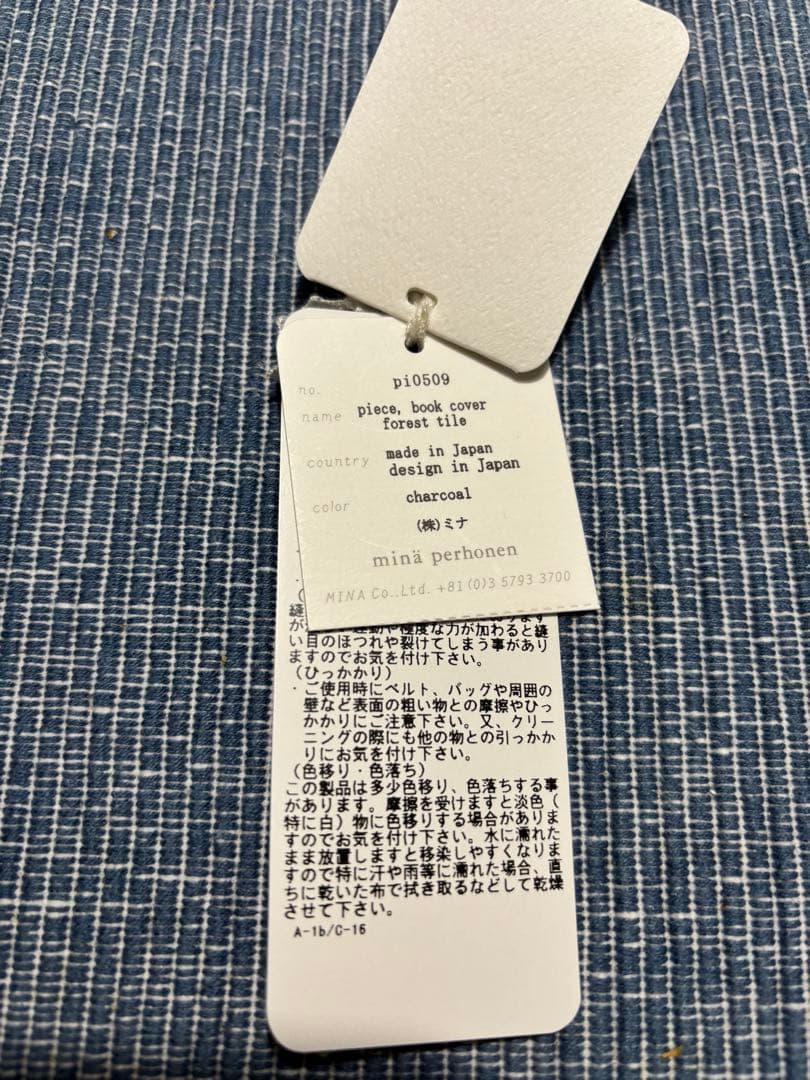 no. pi0509
name piece, book cover
forest tile
country made in Japan
design in Japan
color charcoal
(株)ミナ
minä perhonen
MINA Co.,Ltd. +81(0)3 5793 3700
縫
が
極度な力が加わると縫
い目のほつれや裂けてしまう事があり
ますのでお気を付け下さい。
(ひっかかり)
・ご使用時にベルト、バッグや周囲の
壁など表面の粗い物との摩擦やひっ
かかりにご注意下さい。又、クリー
ニングの際にも他の物との引っかか
りにお気を付け下さい。
(色移り・色落ち)
この製品は多少色移り、色落ちする事
があります。摩擦を受けますと淡色(
特に白)物に色移りする場合がありま
すのでお気を付け下さい。水に濡れた
まま放置しますと移染しやすくなりま
すので特に汗や雨等に濡れた場合、直
ちに乾いた布で拭き取るなどして乾燥
させて下さい。
A-1b/C-16